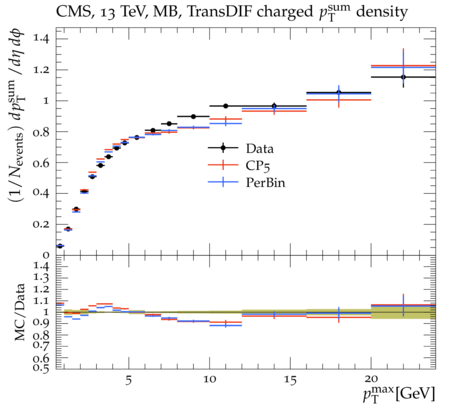 CMS, 13 TeV, MB, TransDIF charged p_T^sum density
(1/N_events) dp_T^sum/dη dφ
1.4
1.2
1
0.8
0.6
0.4
0.2
0
Data
CP5
PerBin
MC/Data
1.4
1.3
1.2
1.1
1
0.9
0.8
0.7
0.6
0.5
5 10 15 20
p_T^max[GeV]